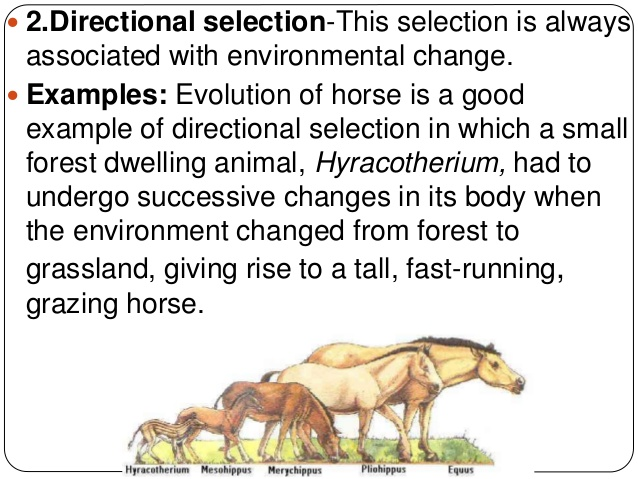 • 2.Directional selection-This selection is always
associated with environmental change.
• Examples: Evolution of horse is a good
example of directional selection in which a small
forest dwelling animal, Hyracotherium, had to
undergo successive changes in its body when
the environment changed from forest to
grassland, giving rise to a tall, fast-running,
grazing horse.
Hyracotherium Mesohippus Merychippus Pliohippus Equus